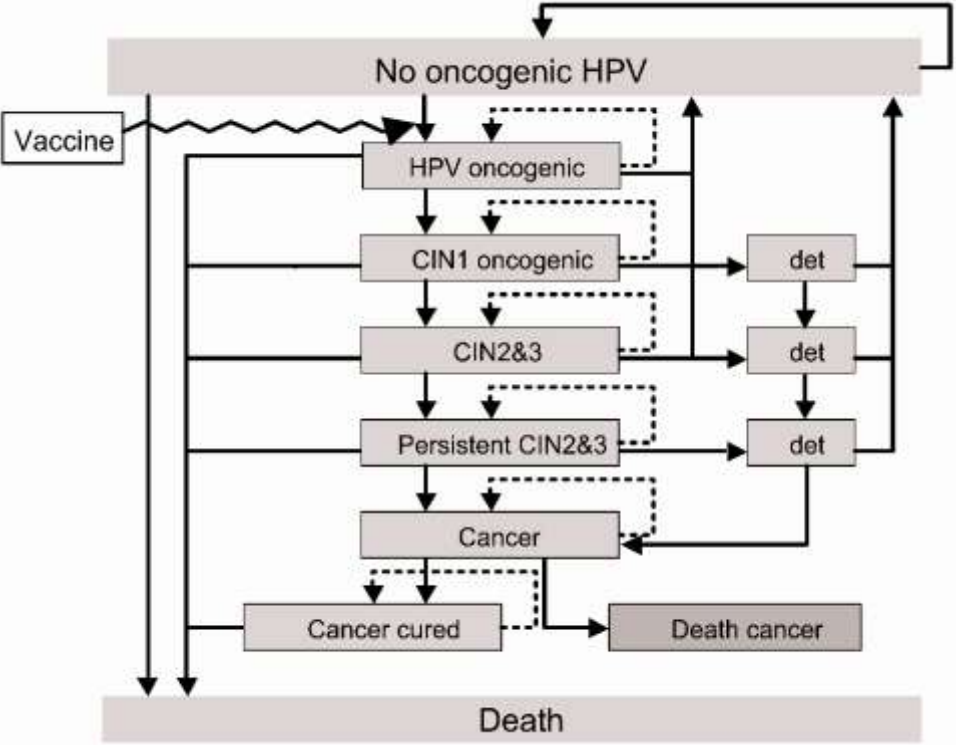 No oncogenic HPV
Vaccine
HPV oncogenic
CIN1 oncogenic
det
CIN2&3
det
Persistent CIN2&3
det
Cancer
Cancer cured
Death cancer
Death